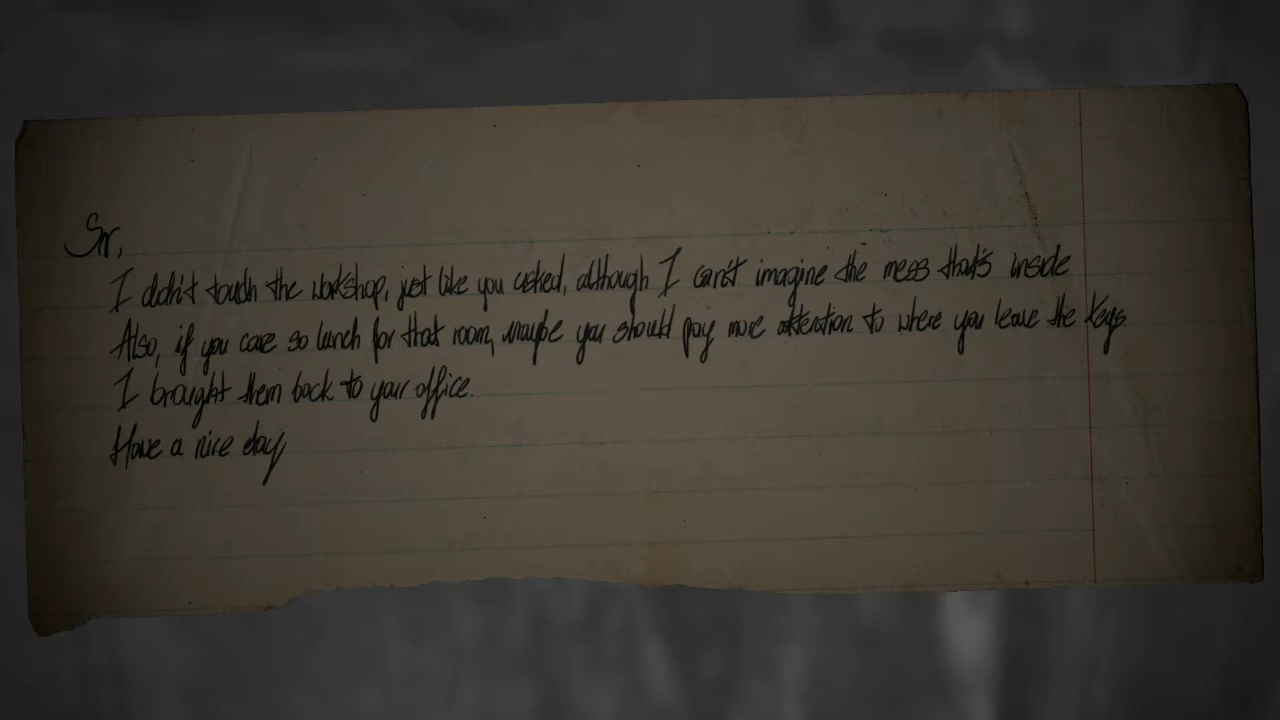 Sir,
I didn't touch the workshop, just like you asked, although I can't imagine the mess that's inside
Also, if you care so lunch for that room, maybe you should pay more attention to where you leave the keys.
I brought them back to your office.
Have a nice day